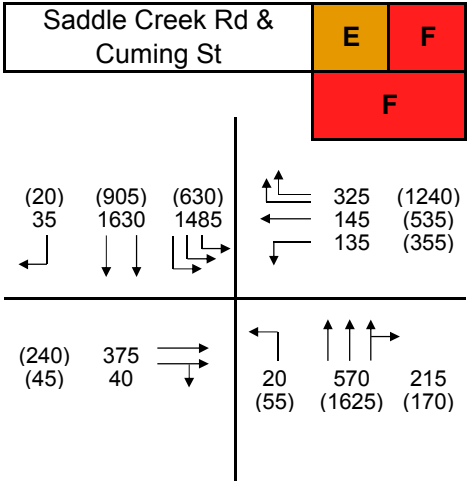 Saddle Creek Rd & E F
Cuming St
F
(20) (905) (630)
35 1630 1485
325 (1240)
145 (535)
135 (355)
(240) 375
(45) 40
20 570 215
(55) (1625) (170)